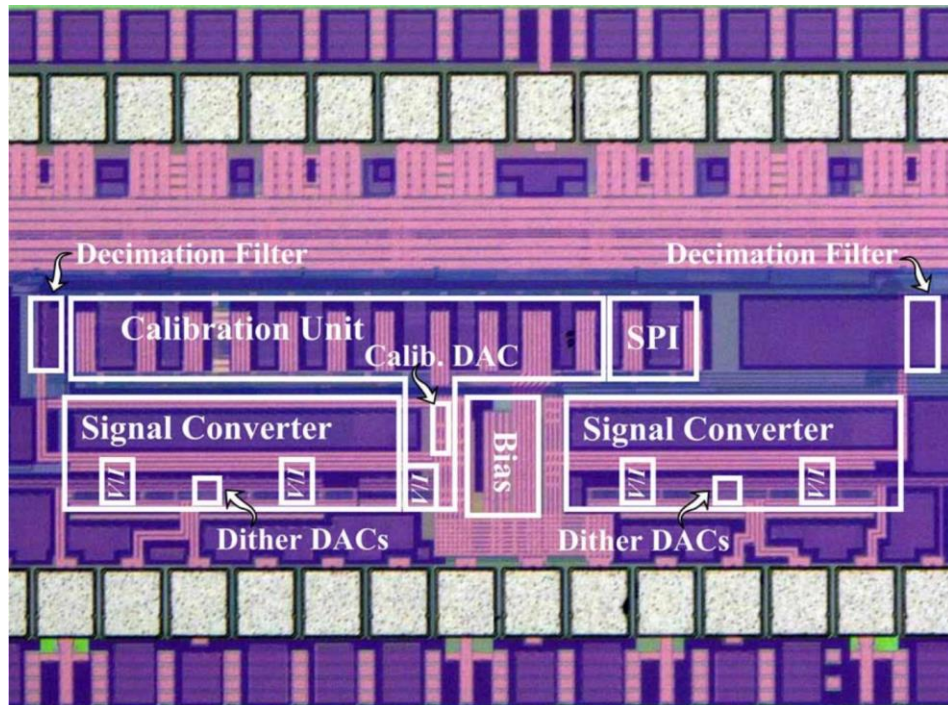 Decimation Filter
Decimation Filter
Calibration Unit
SPI
Calib. DAC
Signal Converter
Bias
Signal Converter
V/I
V/I
V/I
V/I
V/I
Dither DACs
Dither DACs